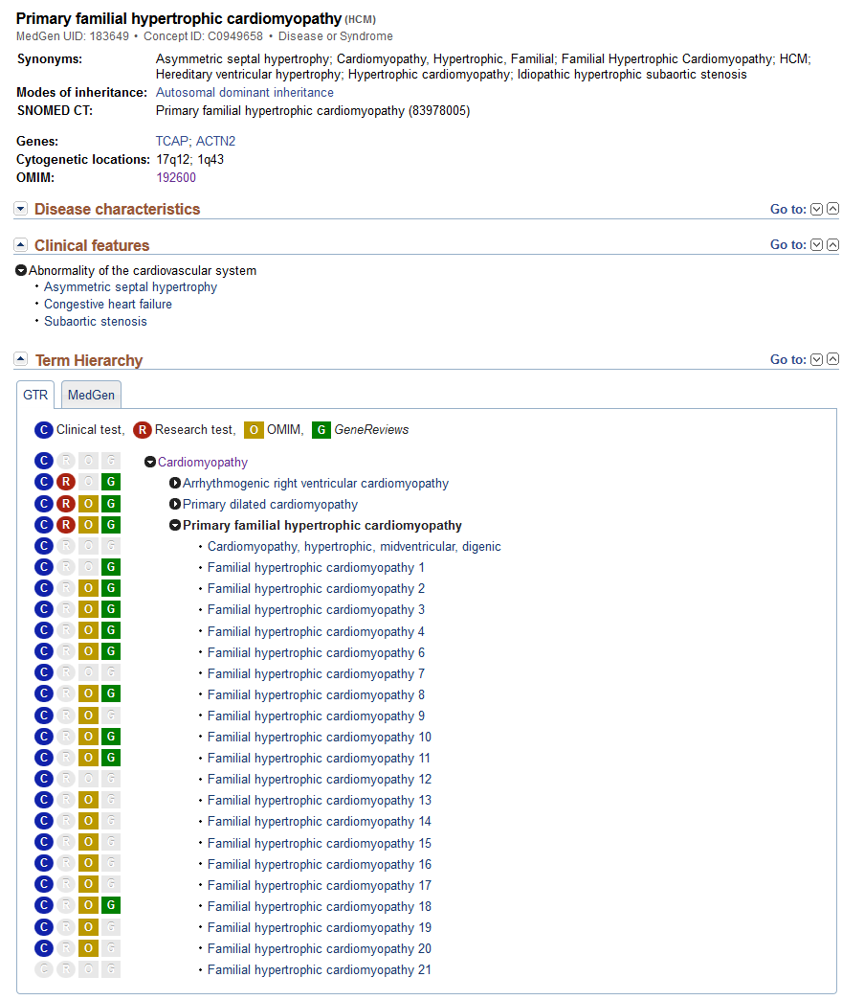 Primary familial hypertrophic cardiomyopathy (HCM)
MedGen UID: 183649 • Concept ID: C0949658 • Disease or Syndrome
Synonyms: Asymmetric septal hypertrophy; Cardiomyopathy, Hypertrophic, Familial; Familial Hypertrophic Cardiomyopathy; HCM;
Hereditary ventricular hypertrophy; Hypertrophic cardiomyopathy; Idiopathic hypertrophic subaortic stenosis
Modes of inheritance: Autosomal dominant inheritance
SNOMED CT: Primary familial hypertrophic cardiomyopathy (83978005)
Genes: TCAP; ACTN2
Cytogenetic locations: 17q12; 1q43
OMIM: 192600
Disease characteristics Go to:
Clinical features Go to:
Abnormality of the cardiovascular system
• Asymmetric septal hypertrophy
• Congestive heart failure
• Subaortic stenosis
Term Hierarchy Go to:
GTR MedGen
C Clinical test, R Research test, O OMIM, G GeneReviews
C R O G Cardiomyopathy
C R O G Arrhythmogenic right ventricular cardiomyopathy
C R O G Primary dilated cardiomyopathy
C R O G Primary familial hypertrophic cardiomyopathy
C R O G • Cardiomyopathy, hypertrophic, midventricular, digenic
C R O G • Familial hypertrophic cardiomyopathy 1
C R O G • Familial hypertrophic cardiomyopathy 2
C R O G • Familial hypertrophic cardiomyopathy 3
C R O G • Familial hypertrophic cardiomyopathy 4
C R O G • Familial hypertrophic cardiomyopathy 6
C R O G • Familial hypertrophic cardiomyopathy 7
C R O G • Familial hypertrophic cardiomyopathy 8
C R O G • Familial hypertrophic cardiomyopathy 9
C R O G • Familial hypertrophic cardiomyopathy 10
C R O G • Familial hypertrophic cardiomyopathy 11
C R O G • Familial hypertrophic cardiomyopathy 12
C R O G • Familial hypertrophic cardiomyopathy 13
C R O G • Familial hypertrophic cardiomyopathy 14
C R O G • Familial hypertrophic cardiomyopathy 15
C R O G • Familial hypertrophic cardiomyopathy 16
C R O G • Familial hypertrophic cardiomyopathy 17
C R O G • Familial hypertrophic cardiomyopathy 18
C R O G • Familial hypertrophic cardiomyopathy 19
C R O G • Familial hypertrophic cardiomyopathy 20
C R O G • Familial hypertrophic cardiomyopathy 21